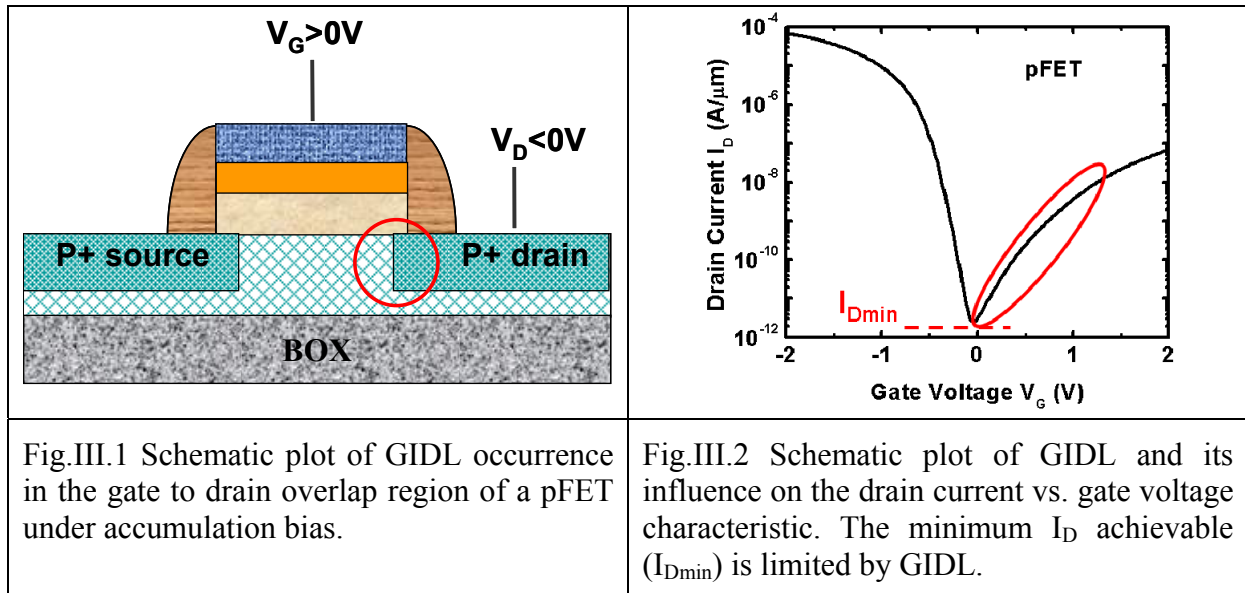 V_G>0V
V_D<0V
P+ source
P+ drain
BOX
Fig.III.1 Schematic plot of GIDL occurrence
in the gate to drain overlap region of a pFET
under accumulation bias.
Drain Current I_D (A/μm)
10^-4
10^-6
10^-8
10^-10
10^-12
pFET
I_Dmin
-2 -1 0 1 2
Gate Voltage V_G (V)
Fig.III.2 Schematic plot of GIDL and its
influence on the drain current vs. gate voltage
characteristic. The minimum I_D achievable
(I_Dmin) is limited by GIDL.